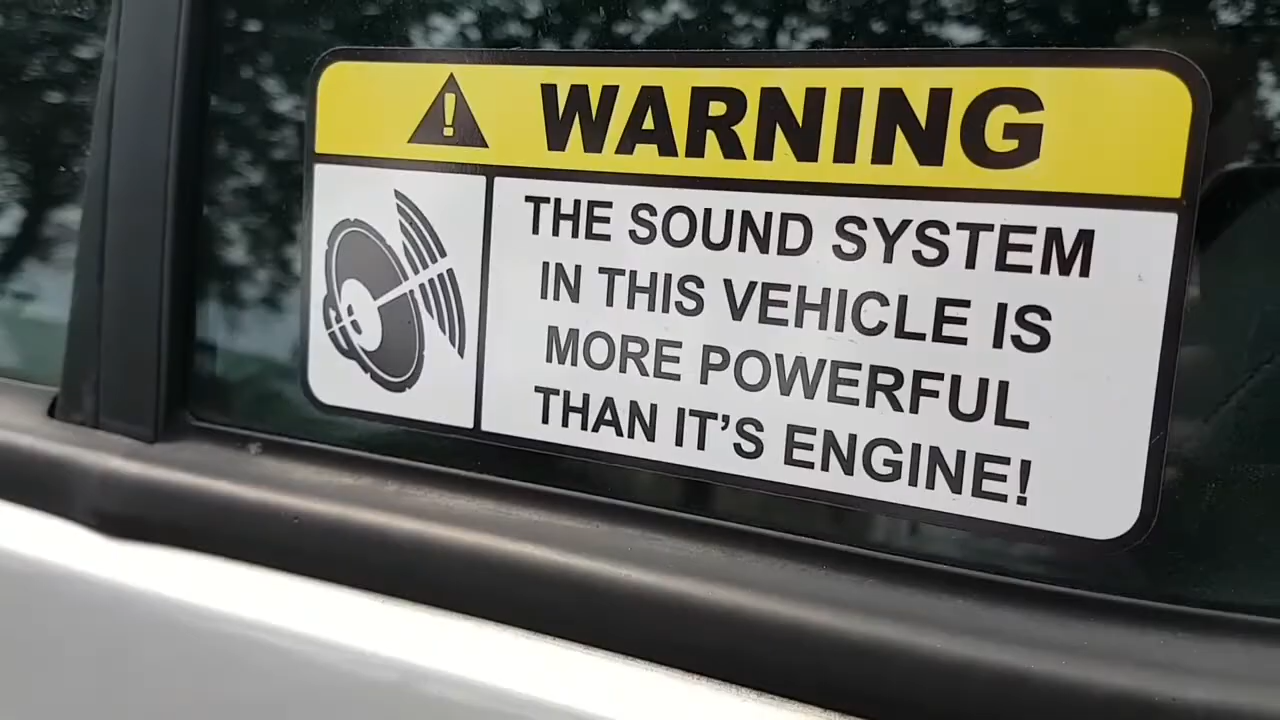 WARNING
THE SOUND SYSTEM
IN THIS VEHICLE IS
MORE POWERFUL
THAN IT’S ENGINE!